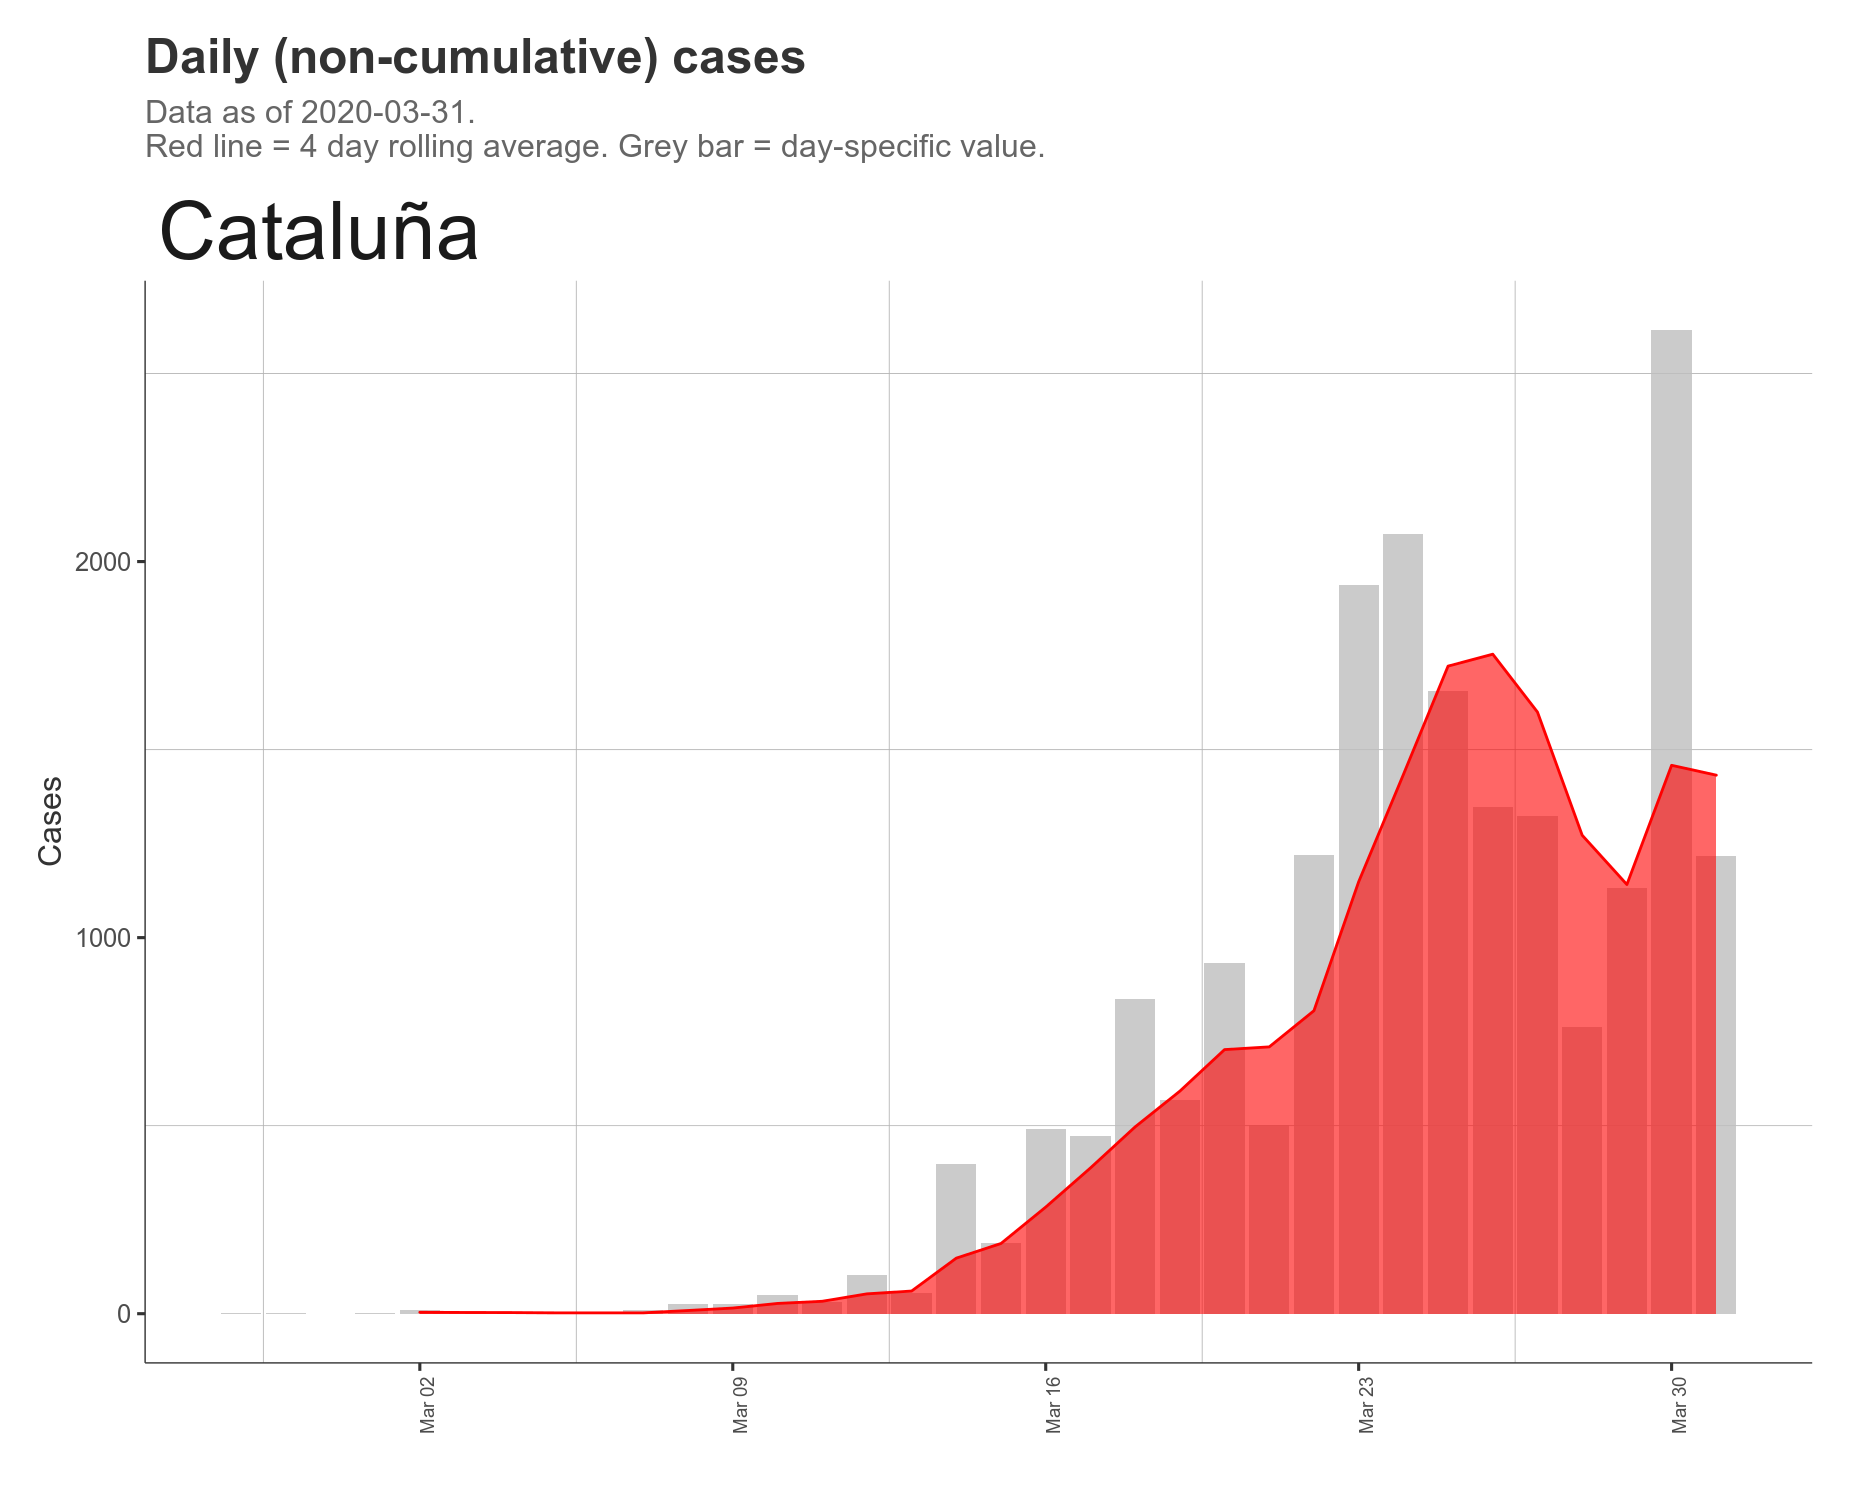 Daily (non-cumulative) cases
Data as of 2020-03-31.
Red line = 4 day rolling average. Grey bar = day-specific value.
Cataluña
Cases
2000
1000
0
Mar 02
Mar 09
Mar 16
Mar 23
Mar 30